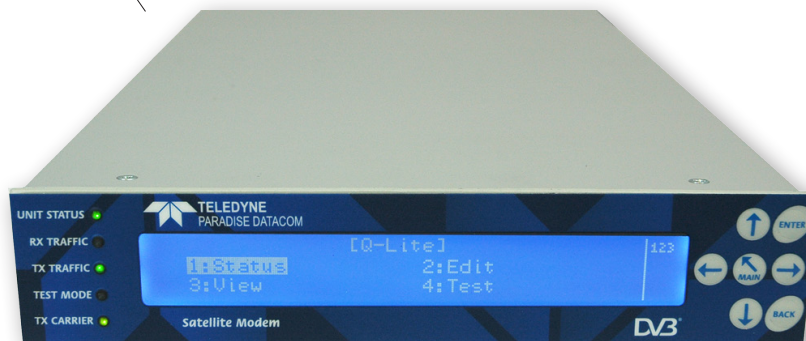 TELEDYNE
PARADISE DATACOM
UNIT STATUS
RX TRAFFIC
TX TRAFFIC
TEST MODE
TX CARRIER
[Q-Lite]
123
1:Status 2:Edit
3:View 4:Test
Satellite Modem
DVB
ENTER
MAIN
BACK